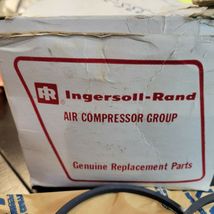 IR Ingersoll-Rand
AIR COMPRESSOR GROUP
Genuine Replacement Parts